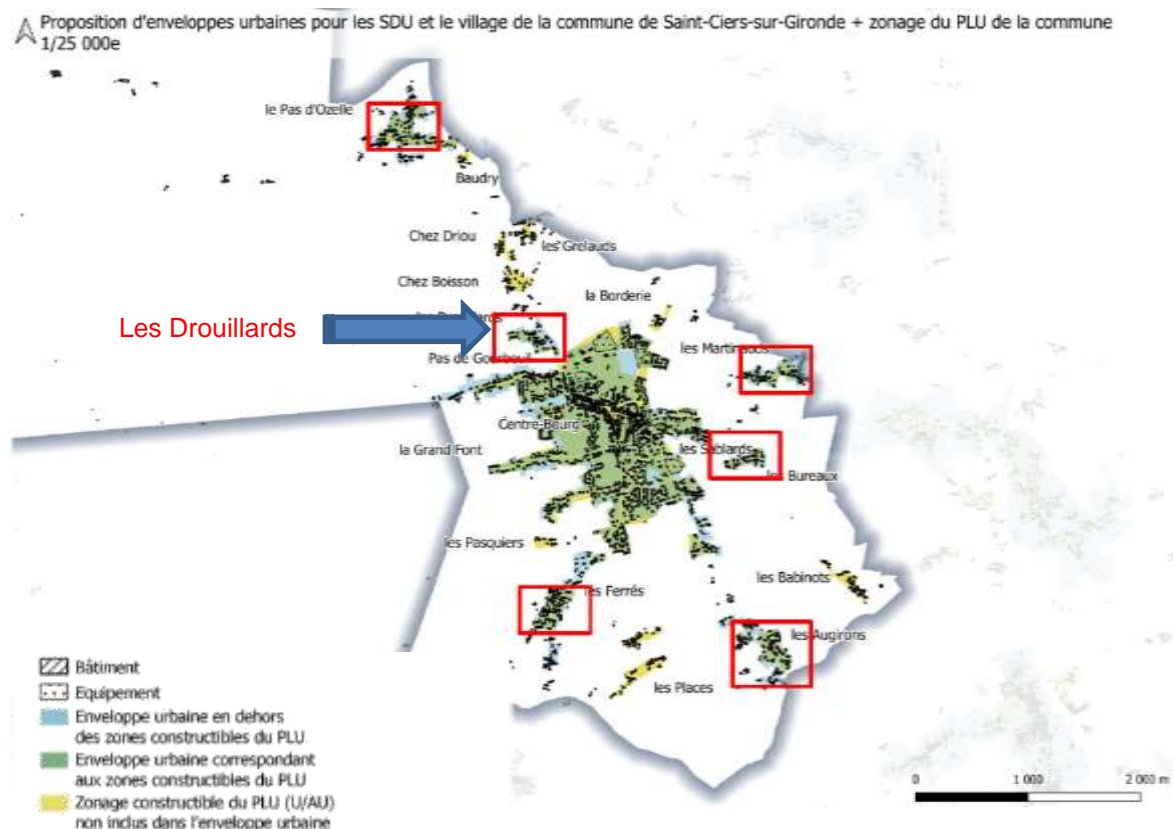 Proposition d'enveloppes urbaines pour les SDU et le village de la commune de Saint-Ciers-sur-Gironde + zonage du PLU de la commune
1/25 000e
le Pas d'Ozelle
Baudry
Chez Driou
les Grelauds
Chez Boisson
la Borderie
Les Drouillards
les Martinauds
Pas de Gourbeuil
Centre-Bourg
la Grand Font
les Sablards
les Bureaux
les Pasquiers
les Babinots
les Ferrés
les Augirons
les Places
Bâtiment
Equipement
Enveloppe urbaine en dehors
des zones constructibles du PLU
Enveloppe urbaine correspondant
aux zones constructibles du PLU
Zonage constructible du PLU (U/AU)
non inclus dans l'enveloppe urbaine
0 1 000 2 000 m